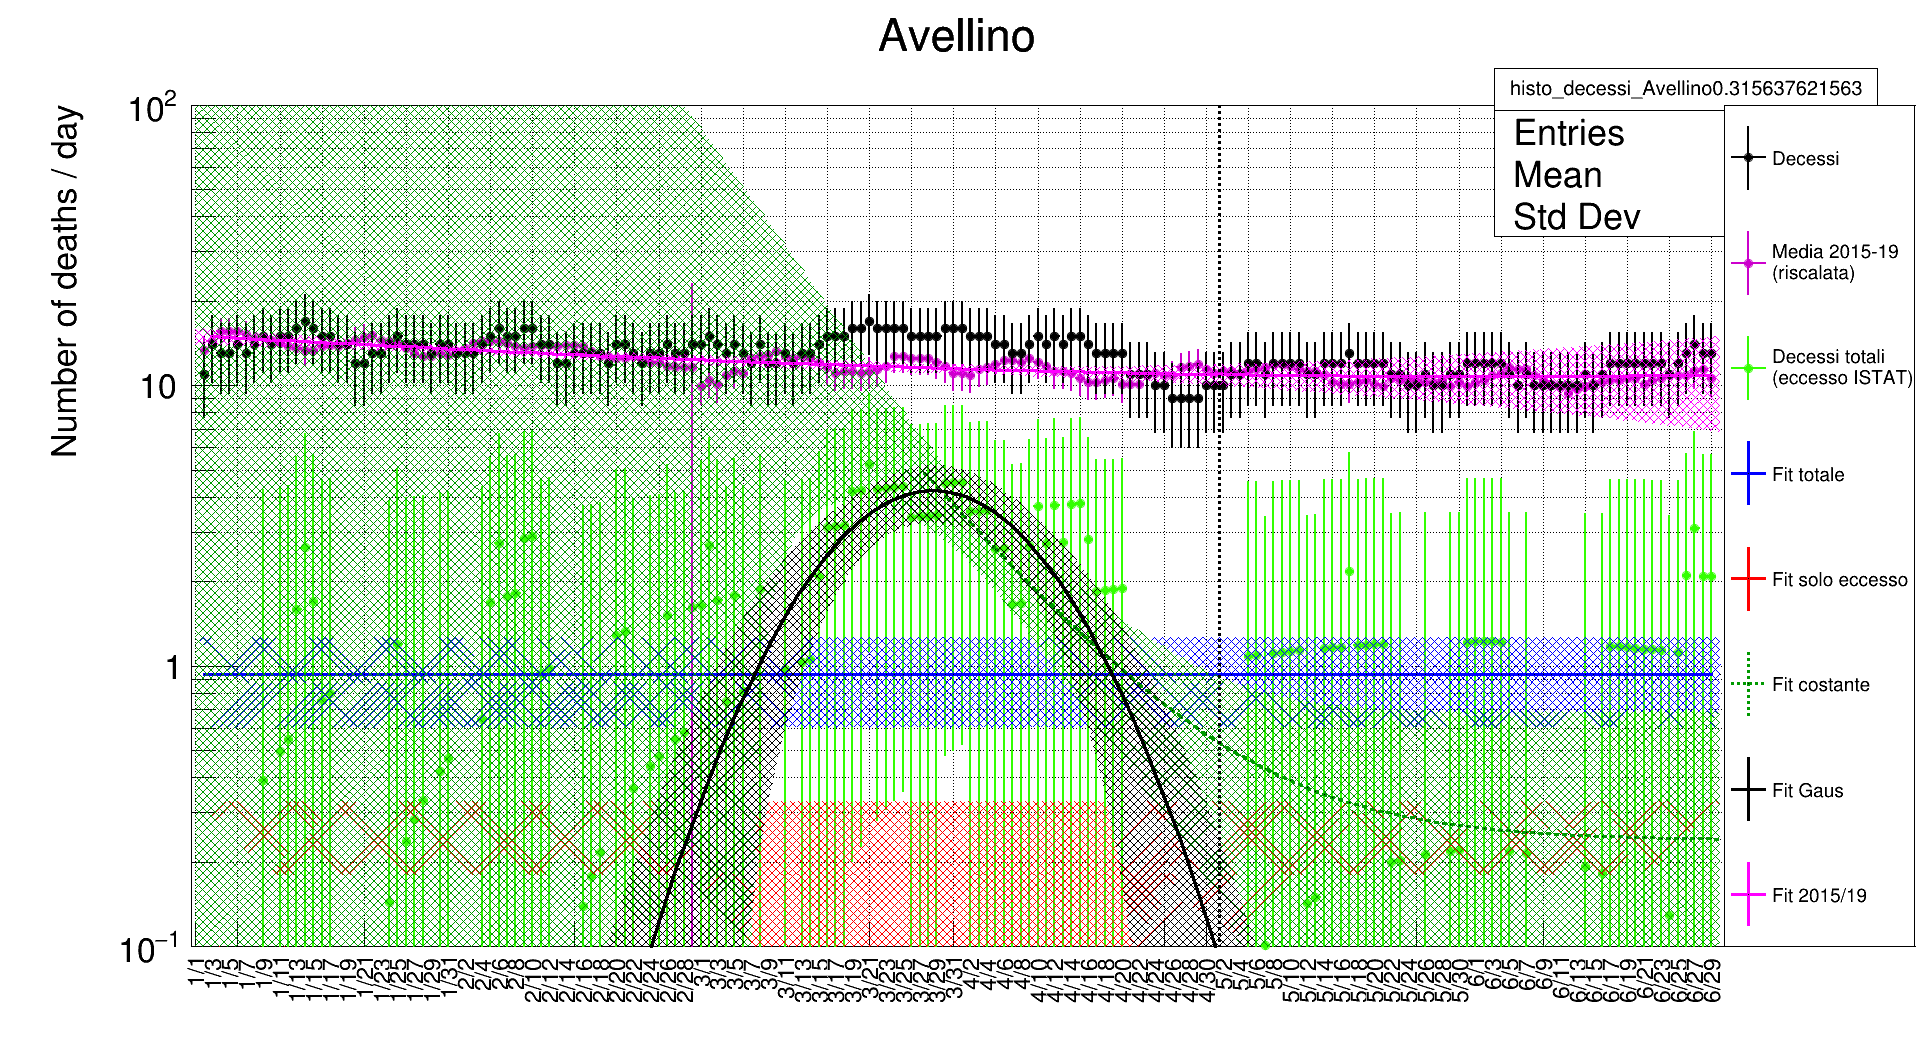 Avellino
histo_decessi_Avellino0.315637621563
Entries
Mean
Std Dev
Number of deaths / day
10²
10
1
10⁻¹
1/1 1/3 1/5 1/7 1/9 1/11 1/13 1/15 1/17 1/19 1/21 1/23 1/25 1/27 1/29 1/31 2/2 2/4 2/6 2/8 2/10 2/12 2/14 2/16 2/18 2/20 2/22 2/24 2/26 2/28 3/1 3/3 3/5 3/7 3/9 3/11 3/13 3/15 3/17 3/19 3/21 3/23 3/25 3/27 3/29 3/31 4/2 4/4 4/6 4/8 4/10 4/12 4/14 4/16 4/18 4/20 4/22 4/24 4/26 4/28 4/30 5/2 5/4 5/6 5/8 5/10 5/12 5/14 5/16 5/18 5/20 5/22 5/24 5/26 5/28 5/30 6/1 6/3 6/5 6/7 6/9 6/11 6/13 6/15 6/17 6/19 6/21 6/23 6/25 6/27 6/29
Decessi
Media 2015-19
(riscalata)
Decessi totali
(eccesso ISTAT)
Fit totale
Fit solo eccesso
Fit costante
Fit Gaus
Fit 2015/19